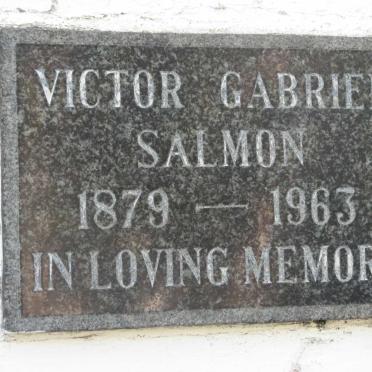 VICTOR GABRIEL
SALMON
1879 — 1963
IN LOVING MEMOR